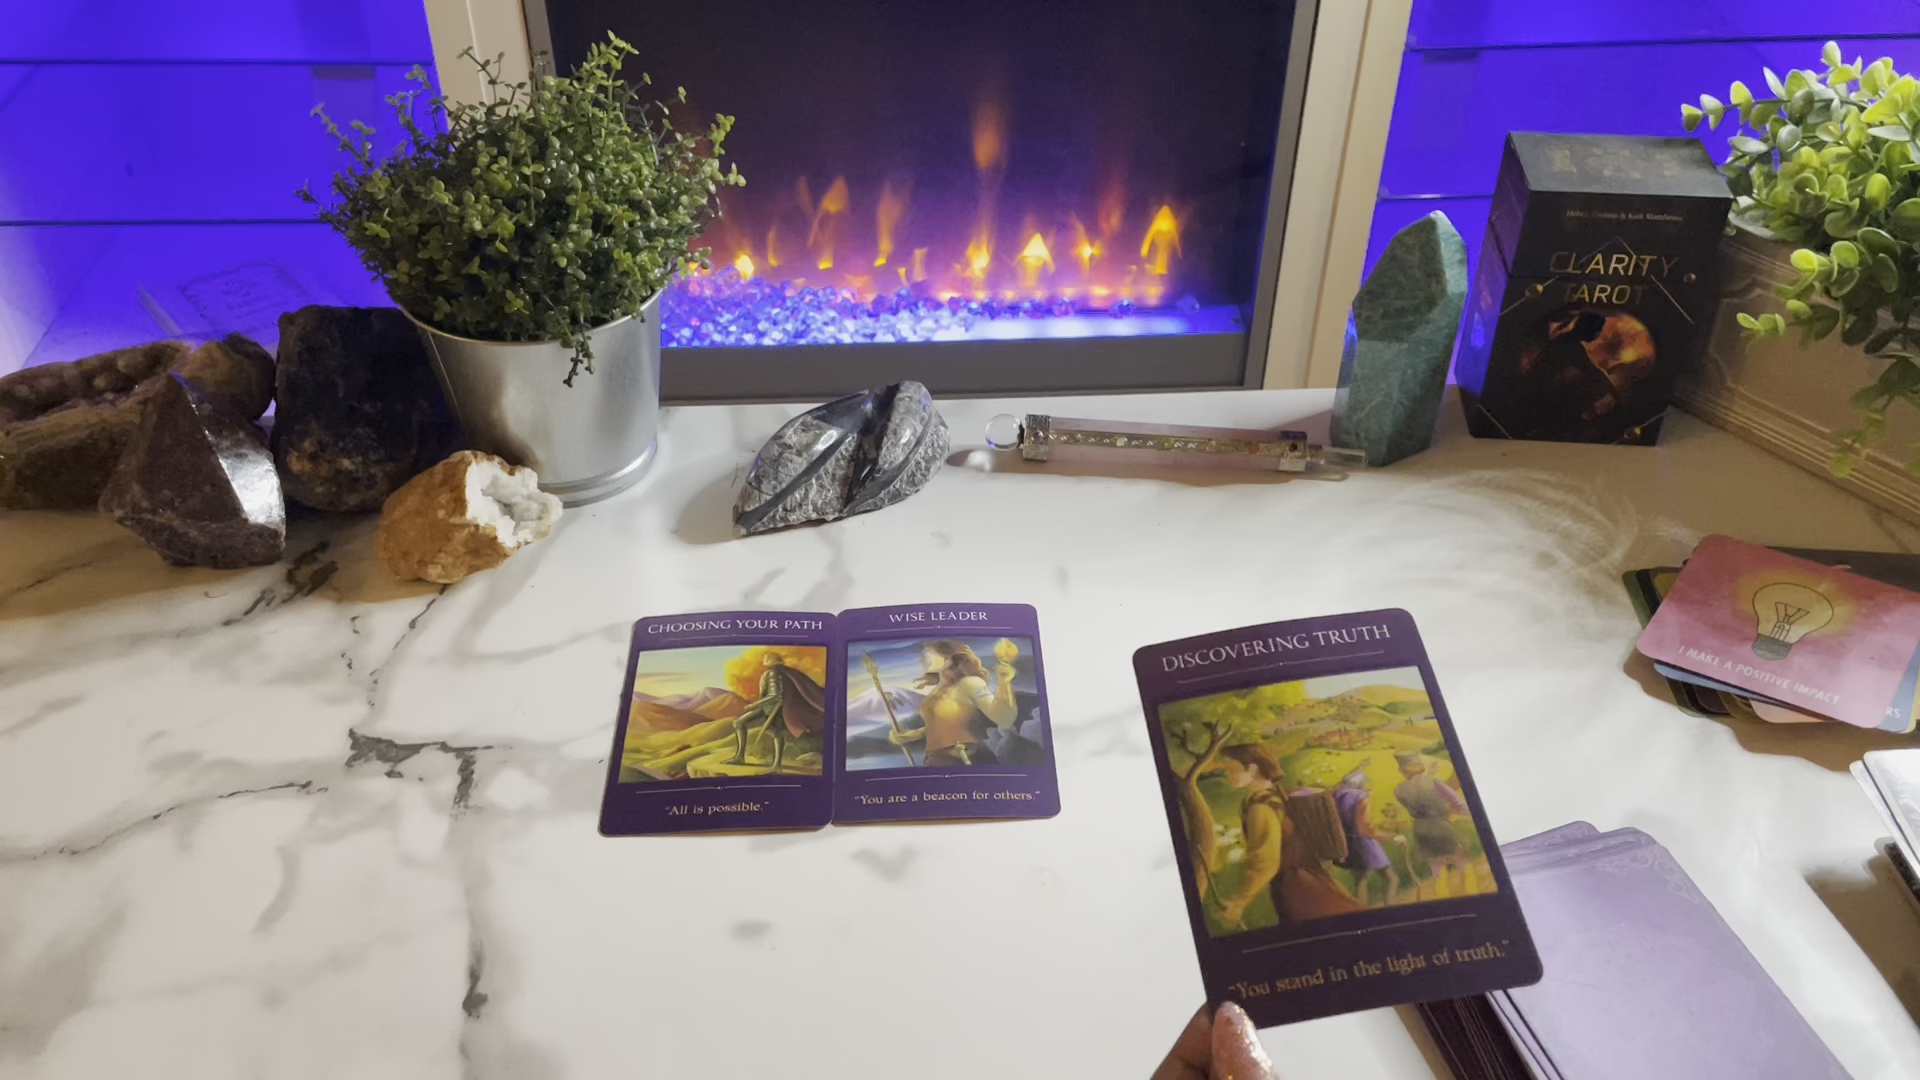 CLARITY
TAROT
CHOOSING YOUR PATH
"All is possible."
WISE LEADER
"You are a beacon for others."
DISCOVERING TRUTH
"You stand in the light of truth."
I MAKE A POSITIVE IMPACT
RS